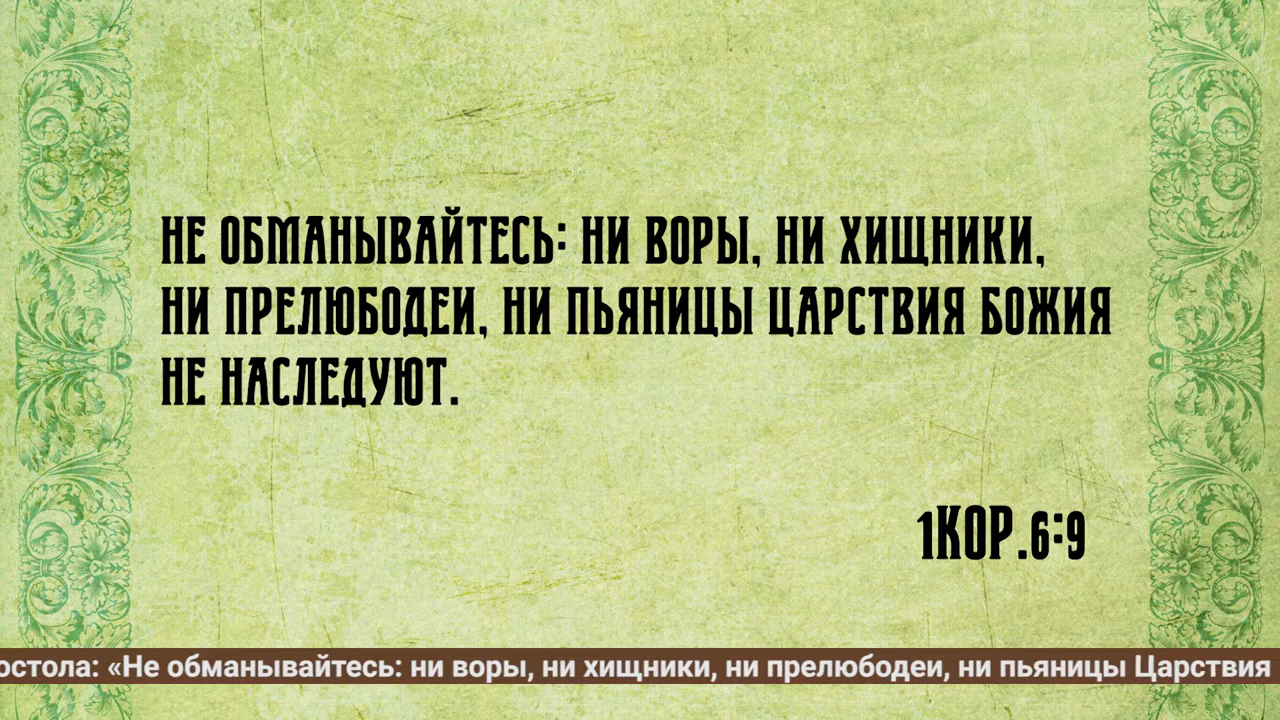 НЕ ОБМАНЫВАЙТЕСЬ: НИ ВОРЫ, НИ ХИЩНИКИ,
НИ ПРЕЛЮБОДЕИ, НИ ПЬЯНИЦЫ ЦАРСТВИЯ БОЖИЯ
НЕ НАСЛЕДУЮТ.
1КОР.6:9
остола: «Не обманывайтесь: ни воры, ни хищники, ни прелюбодеи, ни пьяницы Царствия